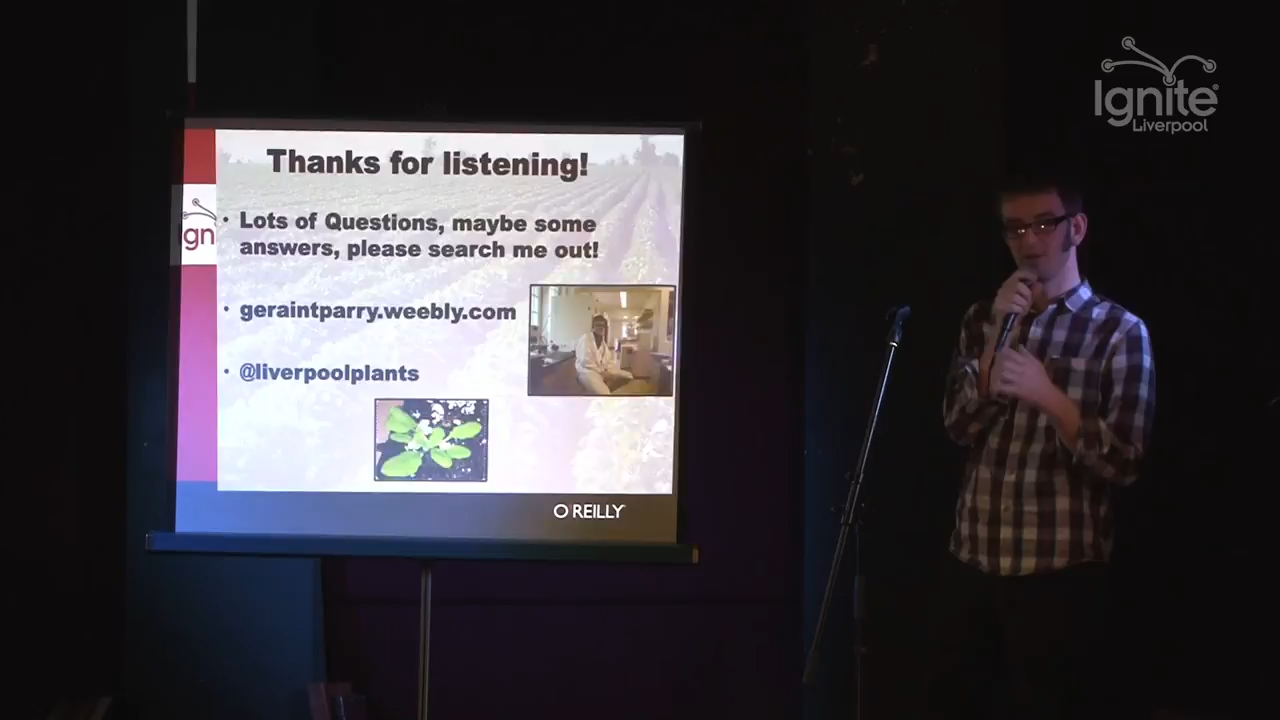 Ignite
Liverpool
Thanks for listening!
• Lots of Questions, maybe some
answers, please search me out!
• geraintparry.weebly.com
• @liverpoolplants
ign
O REILLY